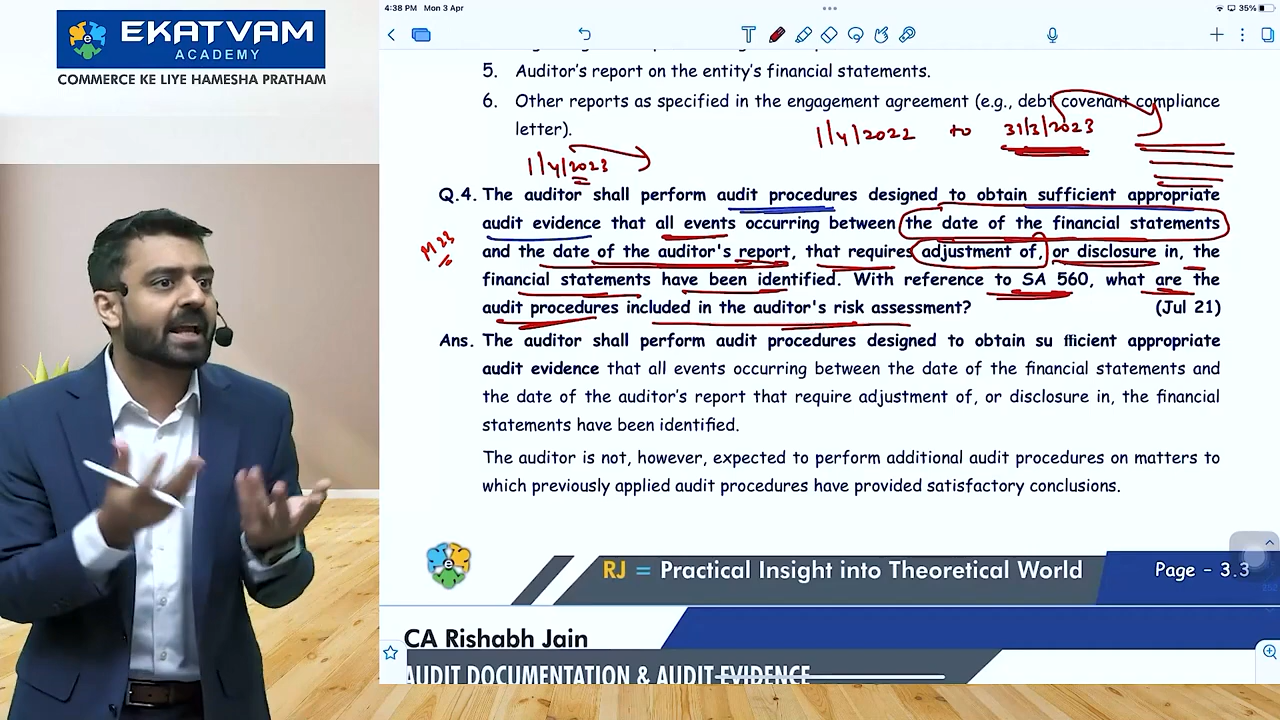 EKATVAM
ACADEMY
COMMERCE KE LIYE HAMESHA PRATHAM
4:38 PM Mon 3 Apr
35%
5. Auditor's report on the entity's financial statements.
6. Other reports as specified in the engagement agreement (e.g., debt covenant compliance
letter).
1/4/2022 to 31/3/2023
1/4/2023
Q.4. The auditor shall perform audit procedures designed to obtain sufficient appropriate
audit evidence that all events occurring between the date of the financial statements
M23
and the date of the auditor's report, that requires adjustment of, or disclosure in, the
financial statements have been identified. With reference to SA 560, what are the
audit procedures included in the auditor's risk assessment? (Jul 21)
Ans. The auditor shall perform audit procedures designed to obtain su fficient appropriate
audit evidence that all events occurring between the date of the financial statements and
the date of the auditor's report that require adjustment of, or disclosure in, the financial
statements have been identified.
The auditor is not, however, expected to perform additional audit procedures on matters to
which previously applied audit procedures have provided satisfactory conclusions.
RJ = Practical Insight into Theoretical World
Page - 3.3
CA Rishabh Jain
AUDIT DOCUMENTATION & AUDIT EVIDENCE